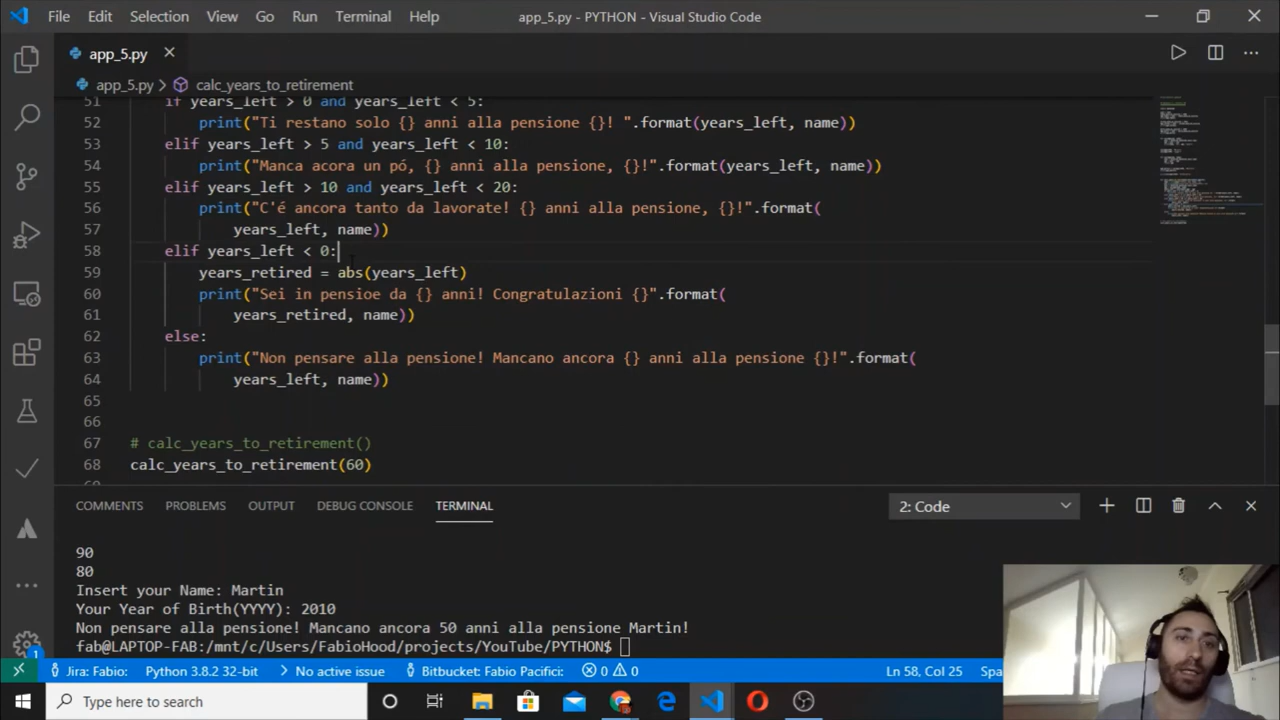 File Edit Selection View Go Run Terminal Help app_5.py - PYTHON - Visual Studio Code
app_5.py
app_5.py > calc_years_to_retirement
51 if years_left > 0 and years_left < 5:
52 print("Ti restano solo {} anni alla pensione {}! ".format(years_left, name))
53 elif years_left > 5 and years_left < 10:
54 print("Manca acora un pó, {} anni alla pensione, {}!".format(years_left, name))
55 elif years_left > 10 and years_left < 20:
56 print("C'é ancora tanto da lavorate! {} anni alla pensione, {}!".format(
57 years_left, name))
58 elif years_left < 0:
59 years_retired = abs(years_left)
60 print("Sei in pensioe da {} anni! Congratulazioni {}".format(
61 years_retired, name))
62 else:
63 print("Non pensare alla pensione! Mancano ancora {} anni alla pensione {}!".format(
64 years_left, name))
65
66
67 # calc_years_to_retirement()
68 calc_years_to_retirement(60)
COMMENTS PROBLEMS OUTPUT DEBUG CONSOLE TERMINAL 2: Code
90
80
Insert your Name: Martin
Your Year of Birth(YYYY): 2010
Non pensare alla pensione! Mancano ancora 50 anni alla pensione Martin!
fab@LAPTOP-FAB:/mnt/c/Users/FabioHood/projects/YouTube/PYTHON$
1
Jira: Fabio: Python 3.8.2 32-bit No active issue Bitbucket: Fabio Pacifici: 0 0 Ln 58, Col 25 Spa
Type here to search